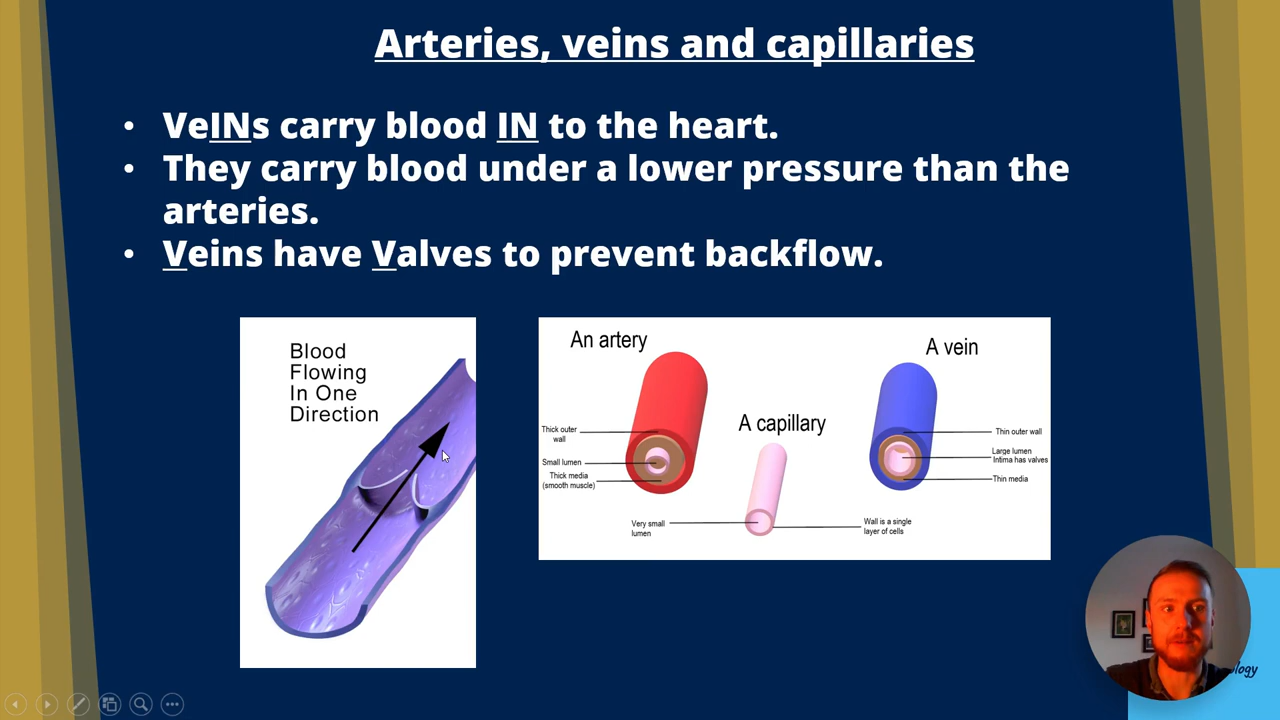 Arteries, veins and capillaries
• VeINs carry blood IN to the heart.
• They carry blood under a lower pressure than the
arteries.
• Veins have Valves to prevent backflow.
Blood
Flowing
In One
Direction
An artery
Thick outer
wall
Small lumen
Thick media
(smooth muscle)
A capillary
Very small
lumen
Wall is a single
layer of cells
A vein
Thin outer wall
Large lumen
Intima has valves
Thin media